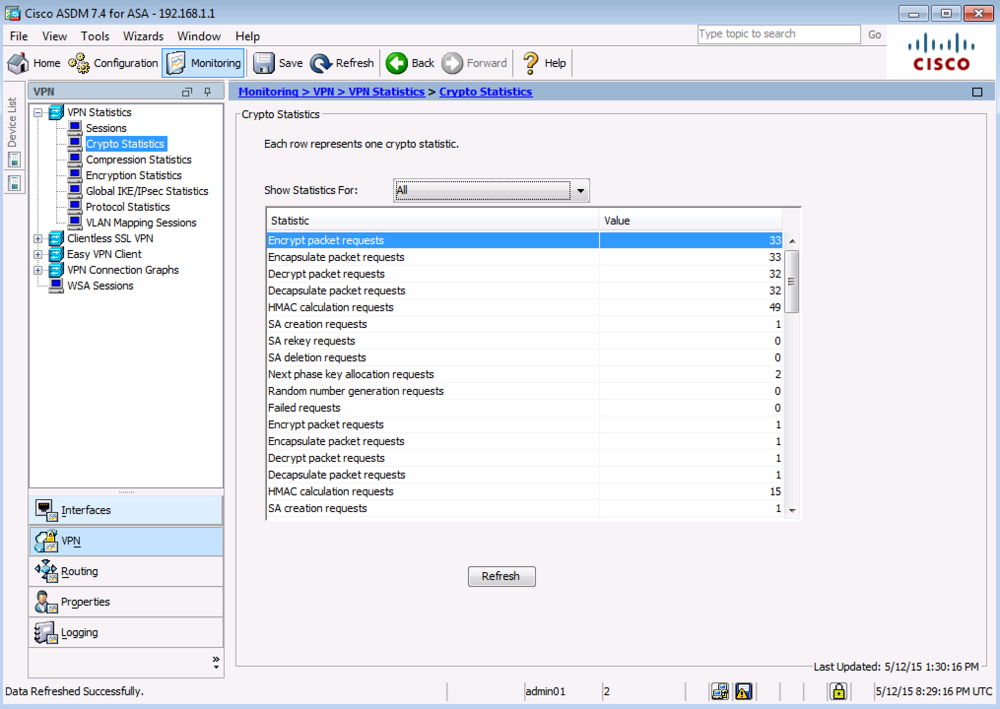 Cisco ASDM 7.4 for ASA - 192.168.1.1
File View Tools Wizards Window Help
Type topic to search Go
Home Configuration Monitoring Save Refresh Back Forward Help
CISCO
Device List
VPN
VPN Statistics
Sessions
Crypto Statistics
Compression Statistics
Encryption Statistics
Global IKE/IPsec Statistics
Protocol Statistics
VLAN Mapping Sessions
Clientless SSL VPN
Easy VPN Client
VPN Connection Graphs
WSA Sessions
Interfaces
VPN
Routing
Properties
Logging
Monitoring > VPN > VPN Statistics > Crypto Statistics
Crypto Statistics
Each row represents one crypto statistic.
Show Statistics For: All
Statistic Value
Encrypt packet requests 33
Encapsulate packet requests 33
Decrypt packet requests 32
Decapsulate packet requests 32
HMAC calculation requests 49
SA creation requests 1
SA rekey requests 0
SA deletion requests 0
Next phase key allocation requests 2
Random number generation requests 0
Failed requests 0
Encrypt packet requests 1
Encapsulate packet requests 1
Decrypt packet requests 1
Decapsulate packet requests 1
HMAC calculation requests 15
SA creation requests 1
Refresh
Last Updated: 5/12/15 1:30:16 PM
Data Refreshed Successfully. admin01 2 5/12/15 8:29:16 PM UTC